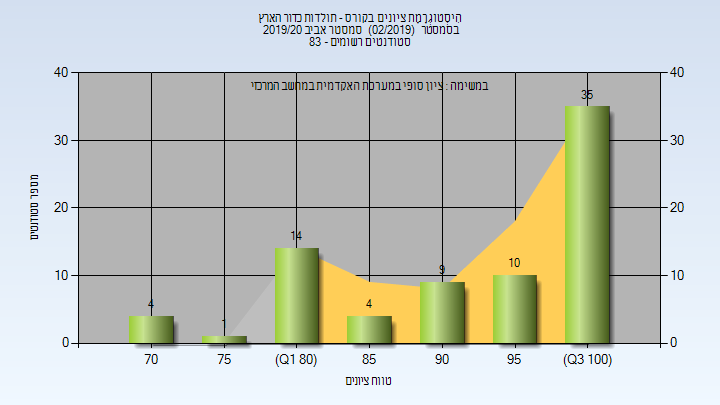 היסטוגרמת ציונים בקורס - תולדות כדור הארץ
בסמסטר (02/2019) סמסטר אביב 2019/20
סטודנטים רשומים - 83
במשימה : ציון סופי במערכת האקדמית במחשב המרכזי
40
30
20
10
0
40
30
20
10
0
מספר סטודנטים
4
1
14
4
9
10
35
70
75
(Q1 80)
85
90
95
(Q3 100)
טווח ציונים